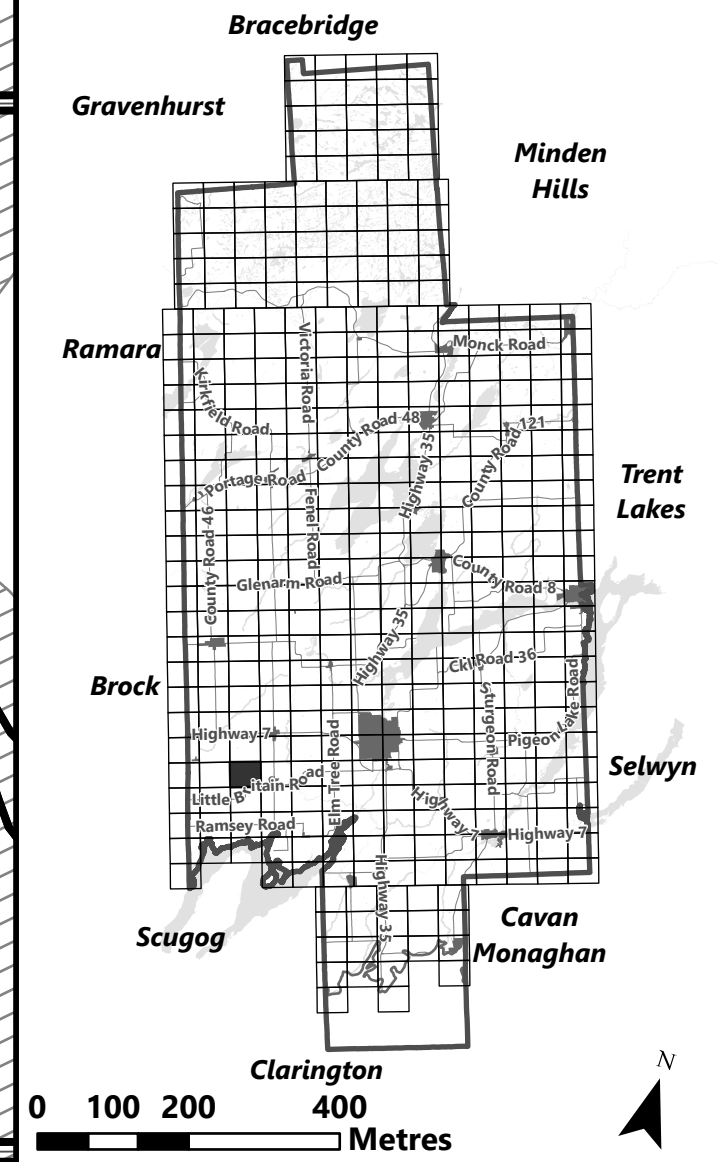 Bracebridge
Gravenhurst
Minden
Hills
Ramara
Monck Road
Victoria Road
Kirkfield Road
County Road 48
121
County Road
Highway 35
Portage Road
Trent
Lakes
Fenel Road
County Road 46
Glenarm Road
County Road 8
Highway 35
Ckl Road 36
Brock
Sturgeon Road
Pigeon Lake Road
Highway 7
Elm Tree Road
Selwyn
Little Britain Road
Highway 7
Ramsey Road
Highway 7
Highway 35
Scugog
Cavan
Monaghan
Clarington
N
0 100 200 400
Metres